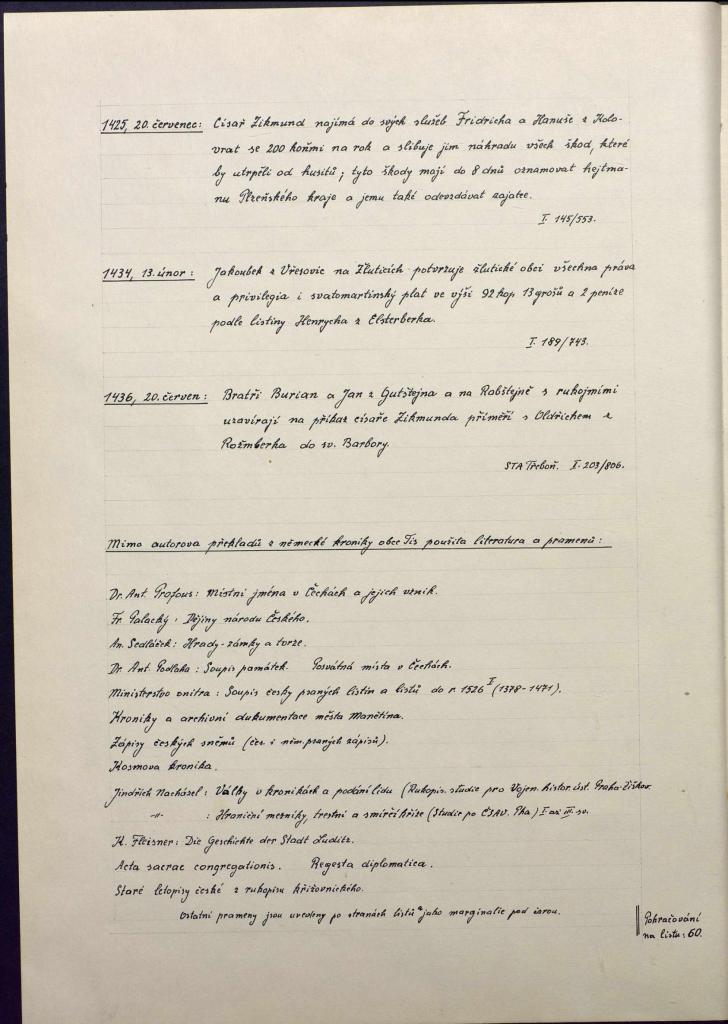 1425, 20. červenec: Císař Zikmund najímá do svých služeb Fridricha a Hanuše z Kolo-
vrat se 200 koňmi na rok a slibuje jim náhradu všech škod, které
by utrpěli od husitů; tyto škody mají do 8 dnů oznamovat hejtma-
nu Plzeňského kraje a jemu také odevzdávat zajatce.
I. 145/553.
1434, 13. únor: Jakoubek z Vřesovic na Žluticích potvrzuje žlutické obci všechna práva
a privilegia i svatomartinský plat ve výši 92 kop 13 grošů a 2 peníze
podle listiny Henrycha z Elsterberka.
I. 189/743.
1436, 20. červen: Bratři Burian a Jan z Gutštejna a na Rabštejně s rukojmími
uzavírají na příkaz císaře Zikmunda příměří s Oldřichem z
Rožmberka do sv. Barbory.
STA Třeboň. I. 203/806.
Mimo autorova překladů z německé kroniky obce Tis použita literatura a pramenů:
Dr. Ant. Profous: Místní jména v Čechách a jejich vznik.
Fr. Palacký: Dějiny národu Českého.
An. Sedláček: Hrady-zámky a tvrze.
Dr. Ant. Podlaha: Soupis památek. Posvátná místa v Čechách.
Ministerstvo vnitra: Soupis česky psaných listin a listů do r. 1526 I (1378-1471).
Kroniky a archivní dukumentace města Manětína.
Zápisy českých sněmů (čes. i něm. psaných zápisů).
Kosmova kronika.
Jindřich Nacházel: Války v kronikách a podání lidu (Rukopis. studie pro Vojen. histor. úst. Praha-Žižkov.
-"- : Hraniční mezníky, trestní a smírčí kříže (Studie po ČSAV. Pha) I až III. sv.
K. Fleisner: Die Geschichte der Stadt Luditz.
Acta sacrae congregationis. Regesta diplomatica.
Staré letopisy české z rukopisu křižovnického.
Ostatní prameny jsou uvedeny po stranách listů a jako marginalie pod čarou.
Pokračování
na listu: 60.